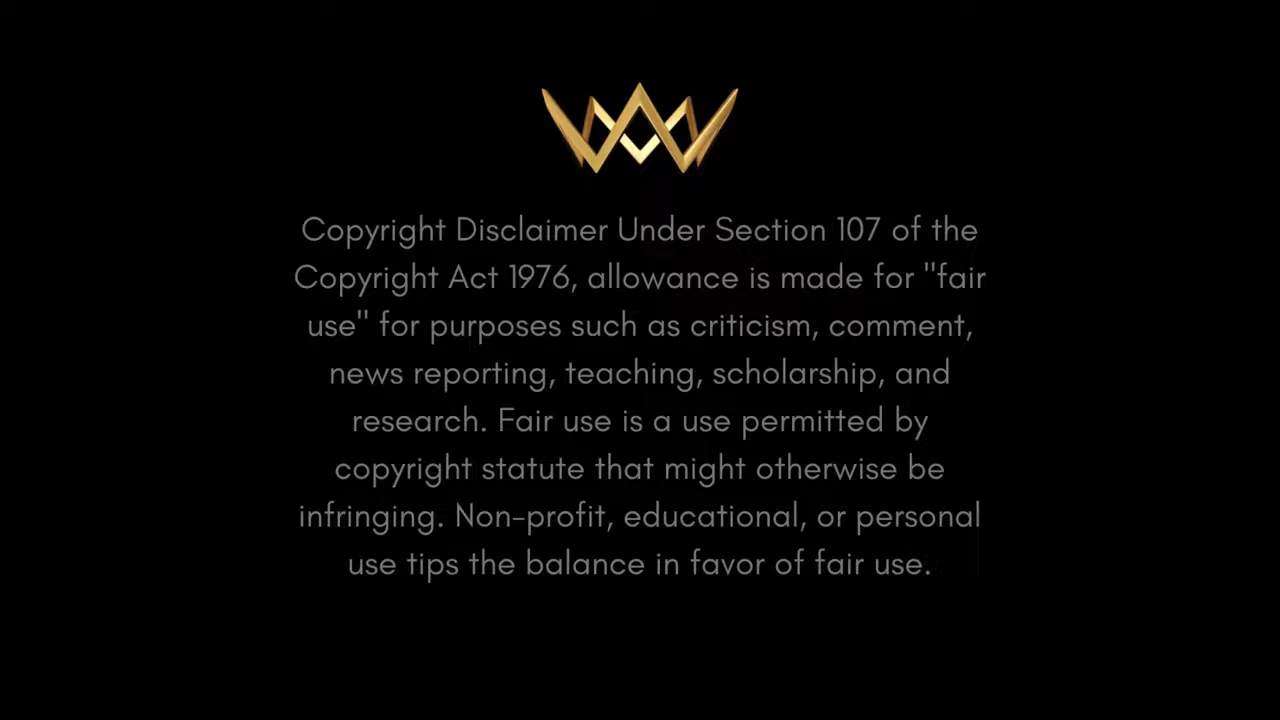 Copyright Disclaimer Under Section 107 of the
Copyright Act 1976, allowance is made for "fair
use" for purposes such as criticism, comment,
news reporting, teaching, scholarship, and
research. Fair use is a use permitted by
copyright statute that might otherwise be
infringing. Non-profit, educational, or personal
use tips the balance in favor of fair use.